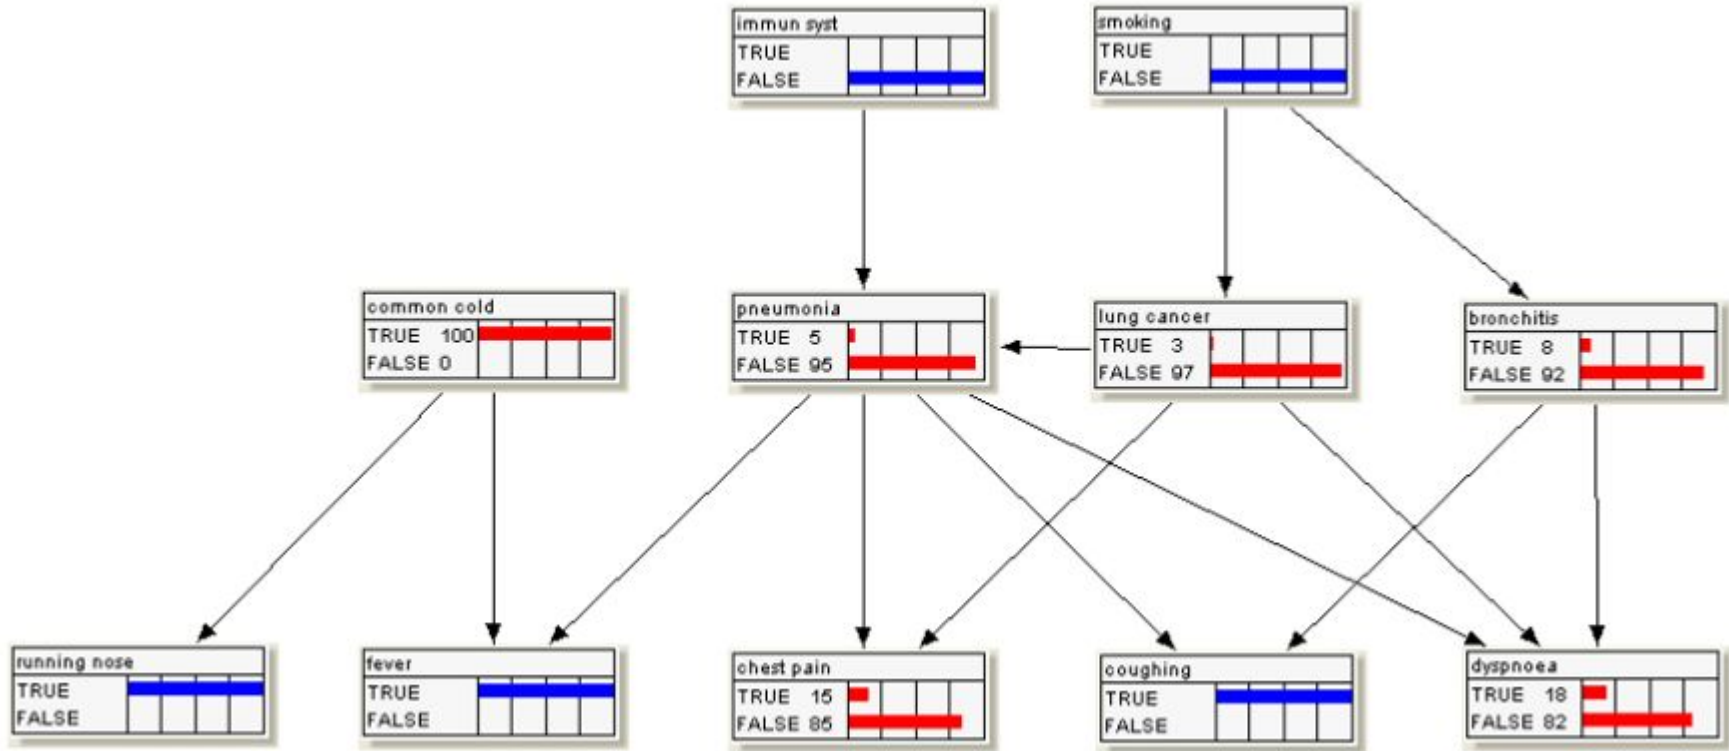 immun syst
TRUE
FALSE
smoking
TRUE
FALSE
common cold
TRUE 100
FALSE 0
pneumonia
TRUE 5
FALSE 95
lung cancer
TRUE 3
FALSE 97
bronchitis
TRUE 8
FALSE 92
running nose
TRUE
FALSE
fever
TRUE
FALSE
chest pain
TRUE 15
FALSE 85
coughing
TRUE
FALSE
dyspnoea
TRUE 18
FALSE 82